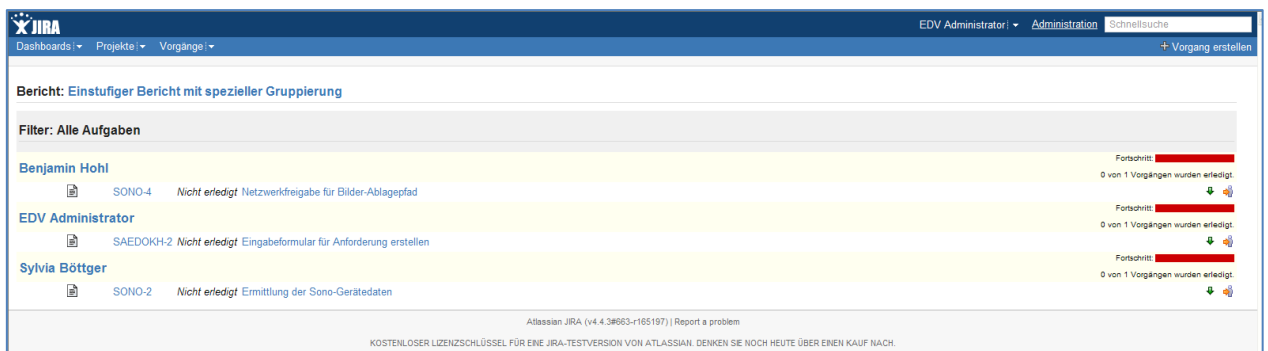 JIRA EDV Administrator Administration Schnellsuche
Dashboards Projekte Vorgänge + Vorgang erstellen
Bericht: Einstufiger Bericht mit spezieller Gruppierung
Filter: Alle Aufgaben
Benjamin Hohl Fortschritt:
0 von 1 Vorgängen wurden erledigt.
SONO-4 Nicht erledigt Netzwerkfreigabe für Bilder-Ablagepfad
EDV Administrator Fortschritt:
0 von 1 Vorgängen wurden erledigt.
SAEDOKH-2 Nicht erledigt Eingabeformular für Anforderung erstellen
Sylvia Böttger Fortschritt:
0 von 1 Vorgängen wurden erledigt.
SONO-2 Nicht erledigt Ermittlung der Sono-Gerätedaten
Atlassian JIRA (v4.4.3#663-r165197) | Report a problem
KOSTENLOSER LIZENZSCHLÜSSEL FÜR EINE JIRA-TESTVERSION VON ATLASSIAN. DENKEN SIE NOCH HEUTE ÜBER EINEN KAUF NACH.